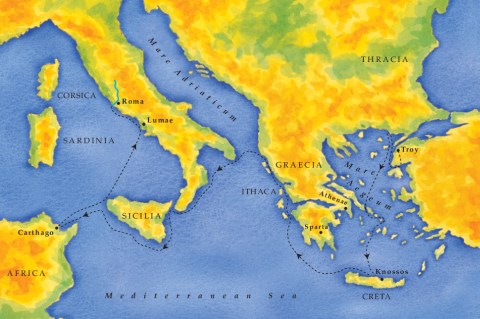 Mare Adriaticum
THRACIA
CORSICA
Roma
Lumae
SARDINIA
Troy
GRAECIA
Mare
ITHACA
Athenae
SICILIA
Sparta
Carthago
AFRICA
Knossos
Mediterranean Sea
CRETA